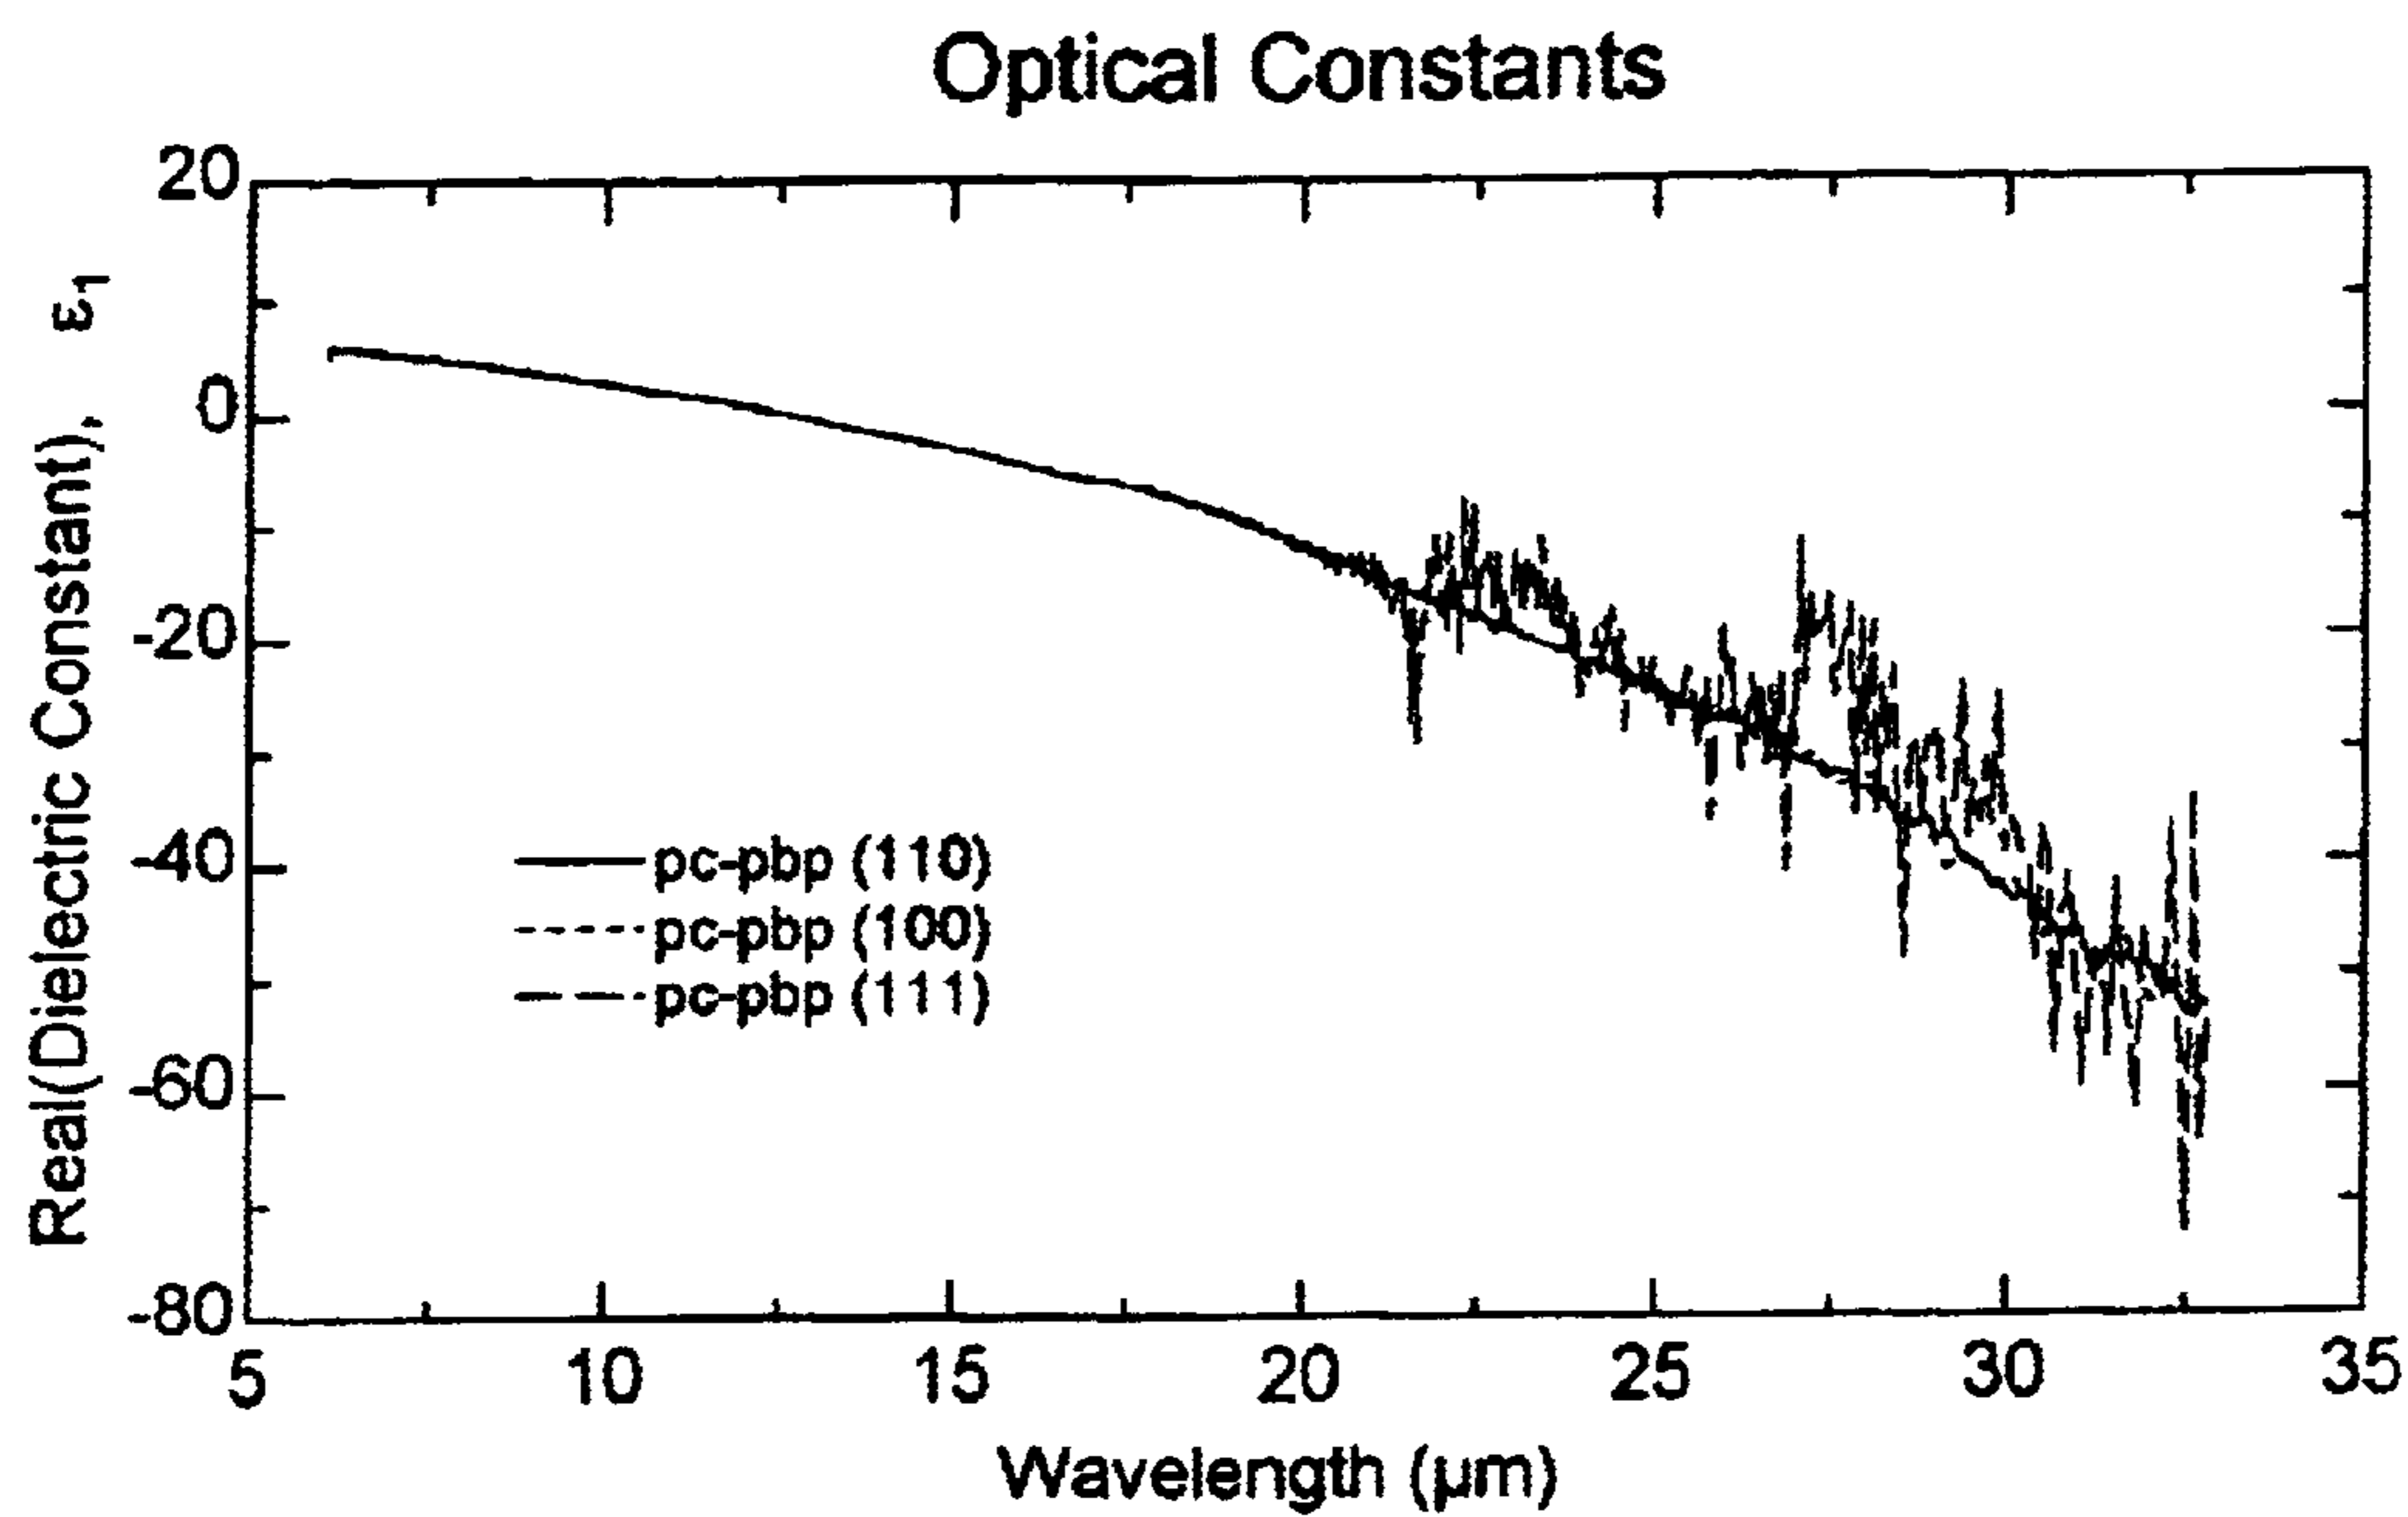 Optical Constants
Real(Dielectric Constant), ε₁
20
0
-20
-40
-60
-80
pc-pbp (110)
pc-pbp (100)
pc-pbp (111)
5 10 15 20 25 30 35
Wavelength (μm)